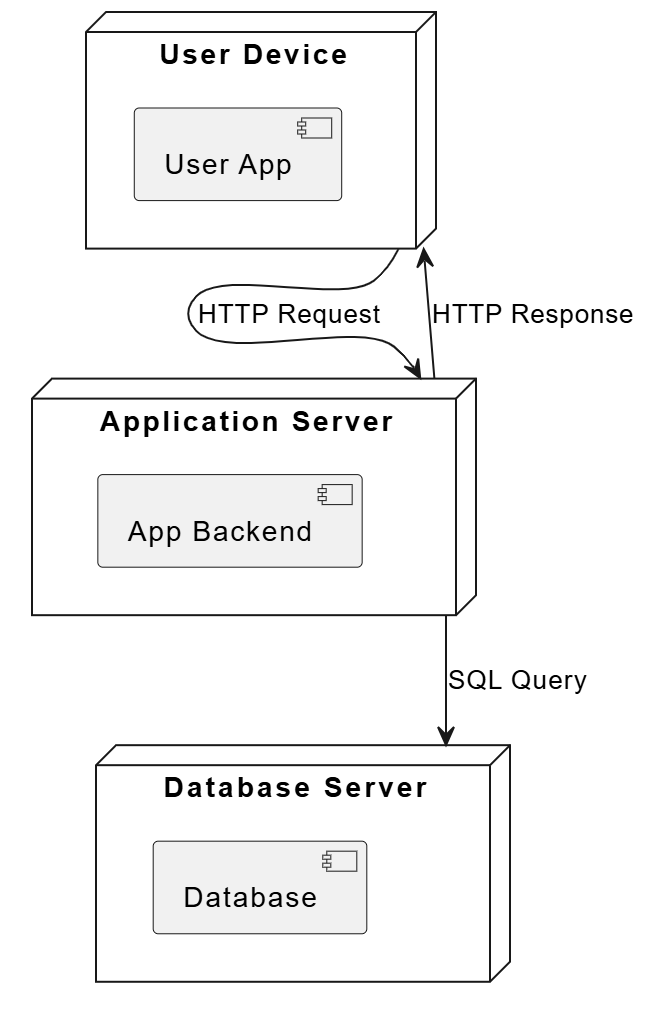 User Device
User App
HTTP Request
HTTP Response
Application Server
App Backend
SQL Query
Database Server
Database